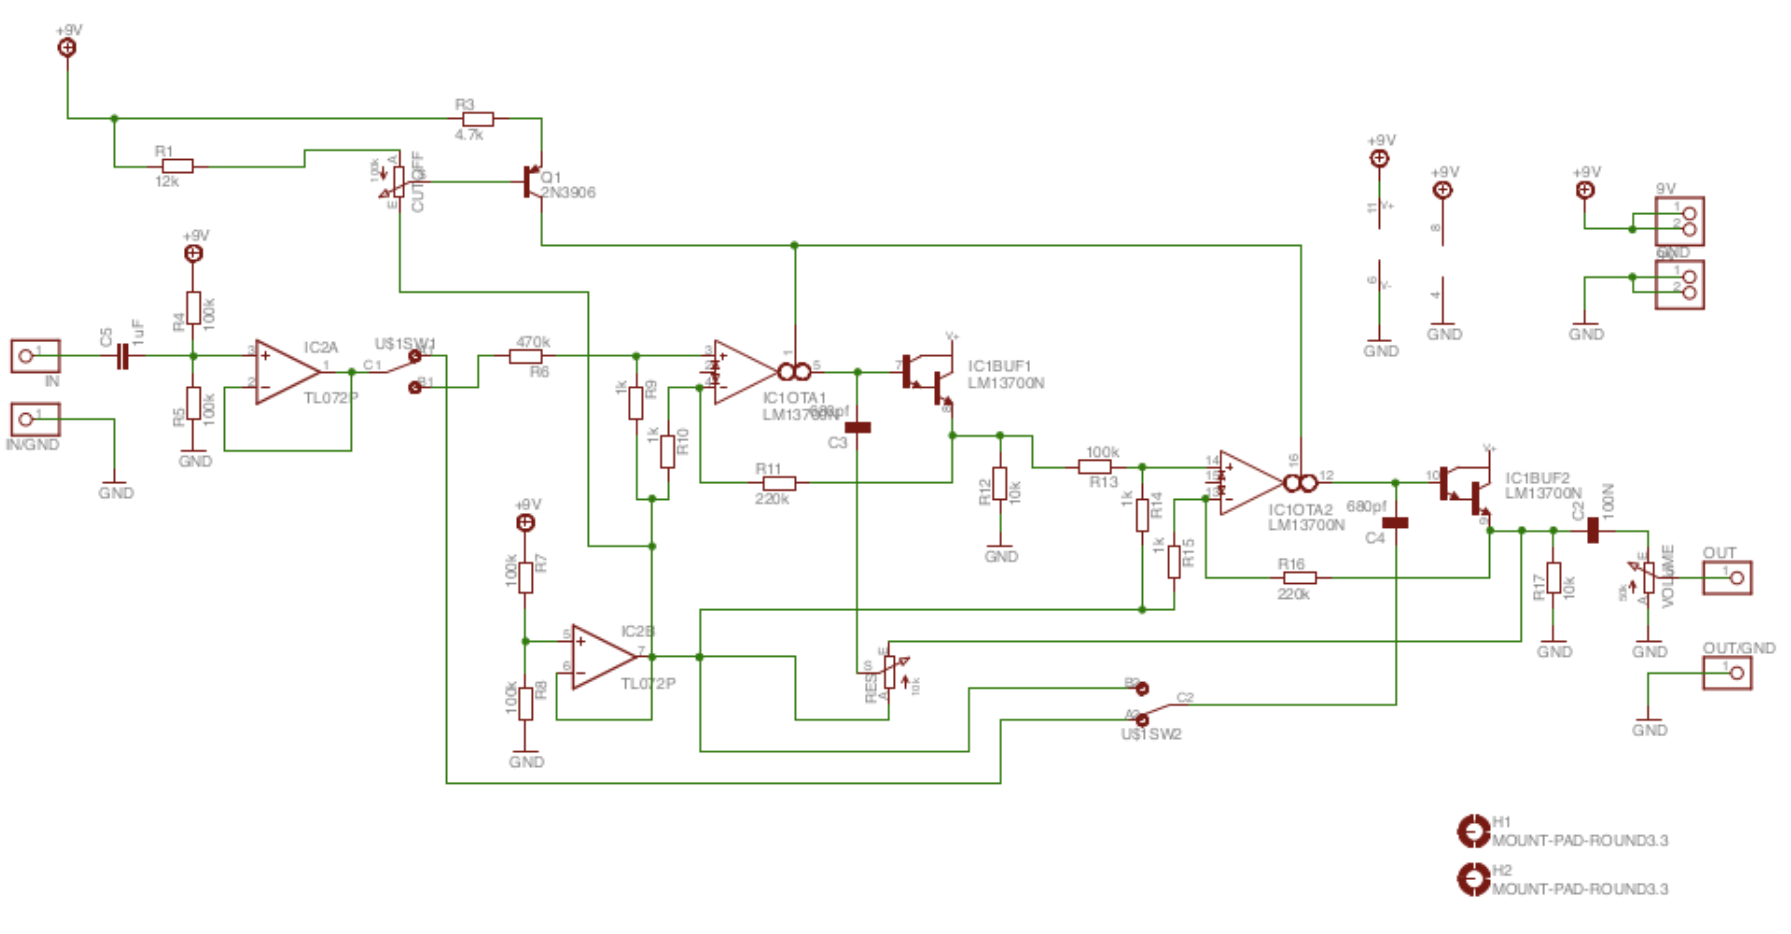 +9V
R3
4.7k
R1
12k
100k
A
E
CUTOFF
Q1
2N3906
+9V
R4
100k
C5
1uF
1
IN
1
IN/GND
GND
R5
100k
GND
3
2
1
IC2A
TL072P
C1
U$1SW1
B1
470k
R6
1k
R9
1k
R10
3
2
4
1
5
IC1OTA1
LM13700N
680pf
C3
R11
220k
7
8
V+
IC1BUF1
LM13700N
R12
10k
GND
100k
R13
1k
R14
1k
R15
14
15
13
16
12
IC1OTA2
LM13700N
680pf
C4
R16
220k
10
9
V+
IC1BUF2
LM13700N
C2
100N
R17
10k
GND
E
A
50k
VOLUME
GND
OUT
1
OUT/GND
1
GND
+9V
11
V+
6
V-
GND
+9V
8
4
GND
+9V
9V
1
2
GND
1
2
GND
+9V
100k
R7
100k
R8
GND
5
6
7
IC2B
TL072P
RES
S
E
A
10k
B2
A2
C2
U$1SW2
H1
MOUNT-PAD-ROUND3.3
H2
MOUNT-PAD-ROUND3.3